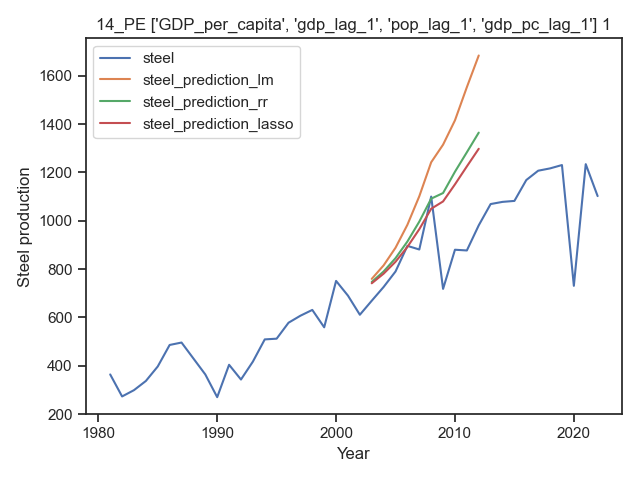 14_PE ['GDP_per_capita', 'gdp_lag_1', 'pop_lag_1', 'gdp_pc_lag_1'] 1
steel
steel_prediction_lm
steel_prediction_rr
steel_prediction_lasso
Steel production
1600
1400
1200
1000
800
600
400
200
1980 1990 2000 2010 2020
Year